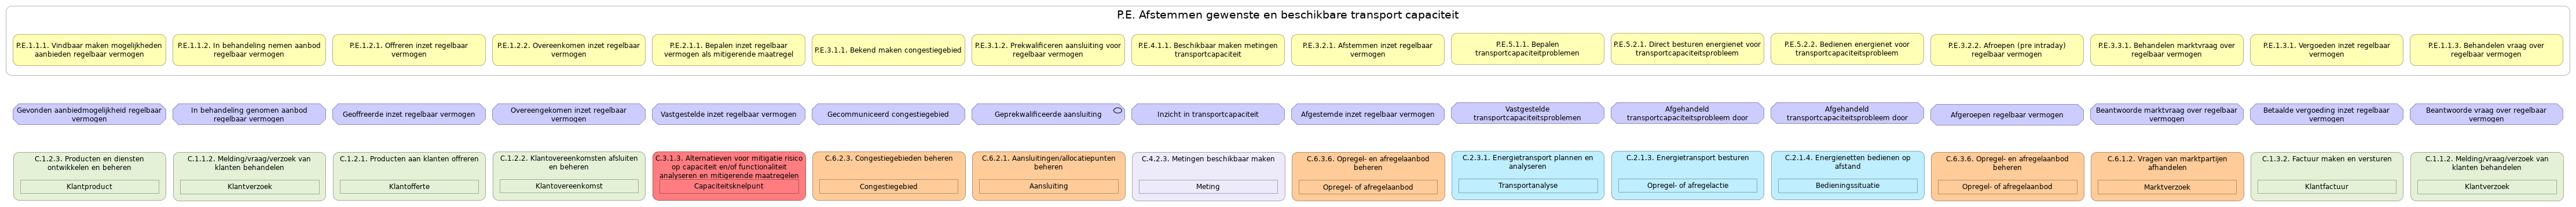 P.E. Afstemmen gewenste en beschikbare transport capaciteit
P.E.1.1.1. Vindbaar maken mogelijkheden
aanbieden regelbaar vermogen
P.E.1.1.2. In behandeling nemen aanbod
regelbaar vermogen
P.E.1.2.1. Offreren inzet regelbaar
vermogen
P.E.1.2.2. Overeenkomen inzet regelbaar
vermogen
P.E.2.1.1. Bepalen inzet regelbaar
vermogen als mitigerende maatregel
P.E.3.1.1. Bekend maken congestiegebied
P.E.3.1.2. Prekwalificeren aansluiting voor
regelbaar vermogen
P.E.4.1.1. Beschikbaar maken metingen
transportcapaciteit
P.E.3.2.1. Afstemmen inzet regelbaar
vermogen
P.E.5.1.1. Bepalen
transportcapaciteitproblemen
P.E.5.2.1. Direct besturen energienet voor
transportcapaciteitsprobleem
P.E.5.2.2. Bedienen energienet voor
transportcapaciteitsprobleem
P.E.3.2.2. Afroepen (pre intraday)
regelbaar vermogen
P.E.3.3.1. Behandelen marktvraag over
regelbaar vermogen
P.E.1.3.1. Vergoeden inzet regelbaar
vermogen
P.E.1.1.3. Behandelen vraag over
regelbaar vermogen
Gevonden aanbiedmogelijkheid regelbaar
vermogen
In behandeling genomen aanbod
regelbaar vermogen
Geoffreerde inzet regelbaar vermogen
Overeengekomen inzet regelbaar
vermogen
Vastgestelde inzet regelbaar vermogen
Gecommuniceerd congestiegebied
Geprekwalificeerde aansluiting
Inzicht in transportcapaciteit
Afgestemde inzet regelbaar vermogen
Vastgestelde
transportcapaciteitsproblemen
Afgehandeld
transportcapaciteitsprobleem door
Afgehandeld
transportcapaciteitsprobleem door
Afgeroepen regelbaar vermogen
Beantwoorde marktvraag over regelbaar
vermogen
Betaalde vergoeding inzet regelbaar
vermogen
Beantwoorde vraag over regelbaar
vermogen
C.1.2.3. Producten en diensten
ontwikkelen en beheren
Klantproduct
C.1.1.2. Melding/vraag/verzoek van
klanten behandelen
Klantverzoek
C.1.2.1. Producten aan klanten offreren
Klantofferte
C.1.2.2. Klantovereenkomsten afsluiten
en beheren
Klantovereenkomst
C.3.1.3. Alternatieven voor mitigatie risico
op capaciteit en/of functionaliteit
analyseren en mitigerende maatregelen
Capaciteitsknelpunt
C.6.2.3. Congestiegebieden beheren
Congestiegebied
C.6.2.1. Aansluitingen/allocatiepunten
beheren
Aansluiting
C.4.2.3. Metingen beschikbaar maken
Meting
C.6.3.6. Opregel- en afregelaanbod
beheren
Opregel- of afregelaanbod
C.2.3.1. Energietransport plannen en
analyseren
Transportanalyse
C.2.1.3. Energietransport besturen
Opregel- of afregelactie
C.2.1.4. Energienetten bedienen op
afstand
Bedieningssituatie
C.6.3.6. Opregel- en afregelaanbod
beheren
Opregel- of afregelaanbod
C.6.1.2. Vragen van marktpartijen
afhandelen
Marktverzoek
C.1.3.2. Factuur maken en versturen
Klantfactuur
C.1.1.2. Melding/vraag/verzoek van
klanten behandelen
Klantverzoek